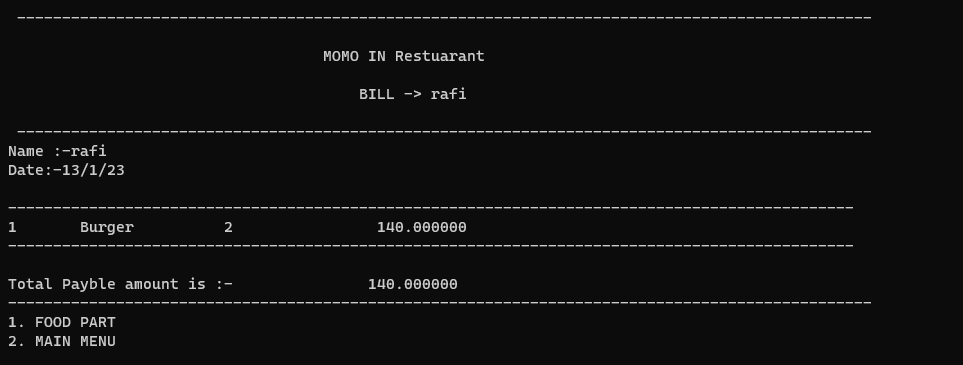 -----------------------------------------------------------------------------------------------
MOMO IN Restuarant
BILL -> rafi
-----------------------------------------------------------------------------------------------
Name :-rafi
Date:-13/1/23
----------------------------------------------------------------------------------------------
1 Burger 2 140.000000
----------------------------------------------------------------------------------------------
Total Payble amount is :- 140.000000
------------------------------------------------------------------------------------------------
1. FOOD PART
2. MAIN MENU